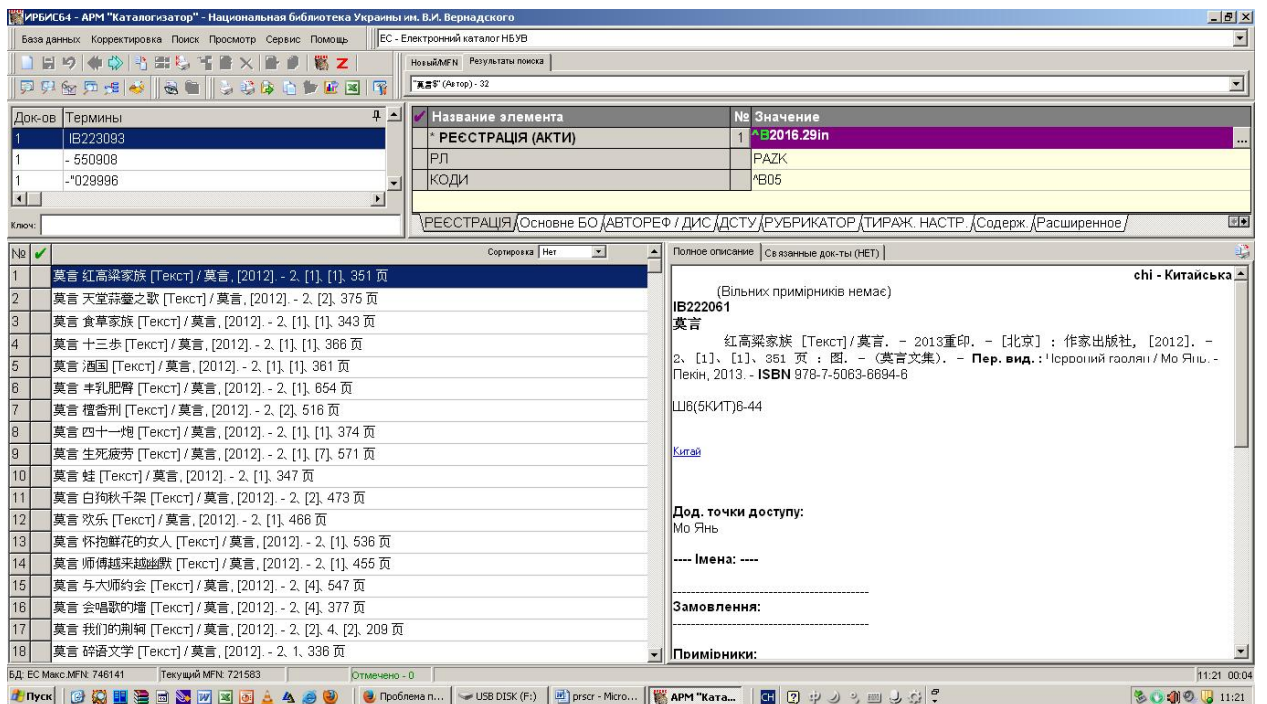 ИРБИС64 - АРМ "Каталогизатор" - Национальная библиотека Украины им. В.И. Вернадского
База данных Корректировка Поиск Просмотр Сервис Помощь
EC - Електронний каталог НБУВ
Новый/MFN Результаты поиска
"莫言$" (Автор) - 32
Док-ов Термины
1 IB223093
1 - 550908
1 -"029996
Ключ:
Название элемента № Значение
* РЕЄСТРАЦІЯ (АКТИ) 1 ^B2016.29in ...
РЛ PAZK
КОДИ ^B05
РЕЄСТРАЦІЯ Основне БО АВТОРЕФ / ДИС ДСТУ РУБРИКАТОР ТИРАЖ. НАСТР. Содерж. Расширенное
№ Сортировка Нет
1 莫言 红高粱家族 [Текст] / 莫言, [2012]. - 2, [1], [1], 351 页
2 莫言 天堂蒜薹之歌 [Текст] / 莫言, [2012]. - 2, [2], 375 页
3 莫言 食草家族 [Текст] / 莫言, [2012]. - 2, [1], [1], 343 页
4 莫言 十三步 [Текст] / 莫言, [2012]. - 2, [1], [1], 366 页
5 莫言 酒国 [Текст] / 莫言, [2012]. - 2, [1], [1], 361 页
6 莫言 丰乳肥臀 [Текст] / 莫言, [2012]. - 2, [1], 654 页
7 莫言 檀香刑 [Текст] / 莫言, [2012]. - 2, [2], 516 页
8 莫言 四十一炮 [Текст] / 莫言, [2012]. - 2, [1], [1], 374 页
9 莫言 生死疲劳 [Текст] / 莫言, [2012]. - 2, [1], [7], 571 页
10 莫言 蛙 [Текст] / 莫言, [2012]. - 2, [1], 347 页
11 莫言 白狗秋千架 [Текст] / 莫言, [2012]. - 2, [2], 473 页
12 莫言 欢乐 [Текст] / 莫言, [2012]. - 2, [1], 466 页
13 莫言 怀抱鲜花的女人 [Текст] / 莫言, [2012]. - 2, [1], 536 页
14 莫言 师傅越来越幽默 [Текст] / 莫言, [2012]. - 2, [1], 455 页
15 莫言 与大师约会 [Текст] / 莫言, [2012]. - 2, [4], 547 页
16 莫言 会唱歌的墙 [Текст] / 莫言, [2012]. - 2, [4], 377 页
17 莫言 我们的荆轲 [Текст] / 莫言, [2012]. - 2, [2], 4, [2], 209 页
18 莫言 碎语文学 [Текст] / 莫言, [2012]. - 2, 1, 336 页
Полное описание Связанные док-ты (НЕТ)
chi - Китайська
(Вільних примірників немає)
IB222061
莫言
红高粱家族 [Текст] / 莫言. – 2013重印. – [北京] : 作家出版社, [2012]. –
2、[1]、[1]、351 页 : 图. – (莫言文集). – Пер. вид. : Червоний гаолян / Мо Янь. -
Пекін, 2013. - ISBN 978-7-5063-6694-6
Ш6(5КИТ)6-44
Китай
Дод. точки доступу:
Мо Янь
---- Імена: ----
Замовлення:
Примірники:
БД: EC Макс.MFN: 746141 Текущий MFN: 721583 Отмечено - 0 11:21 00:04
Пуск Проблема п... USB DISK (F:) prscr - Micro... АРМ "Ката... CH 11:21